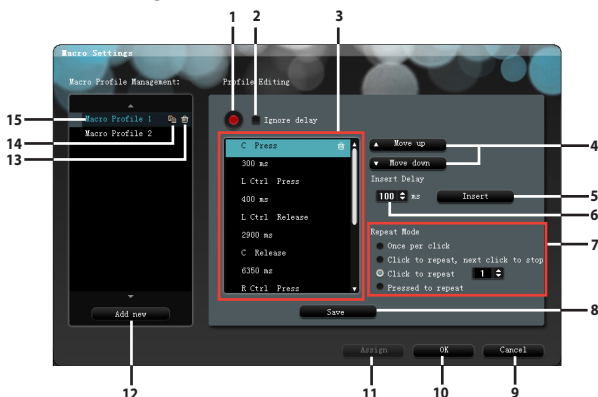 1
2
3
Macro Settings
Macro Profile Management:
Profile Editing
Ignore delay
15
Macro Profile 1
14
Macro Profile 2
13
C Press
300 ms
L Ctrl Press
400 ms
L Ctrl Release
2900 ms
C Release
6350 ms
R Ctrl Press
Move up
4
Move down
Insert Delay
100 ms
Insert
5
6
Repeat Mode
7
Once per click
Click to repeat, next click to stop
Click to repeat 1
Pressed to repeat
Add new
Save
8
Assign
OK
Cancel
12
11
10
9